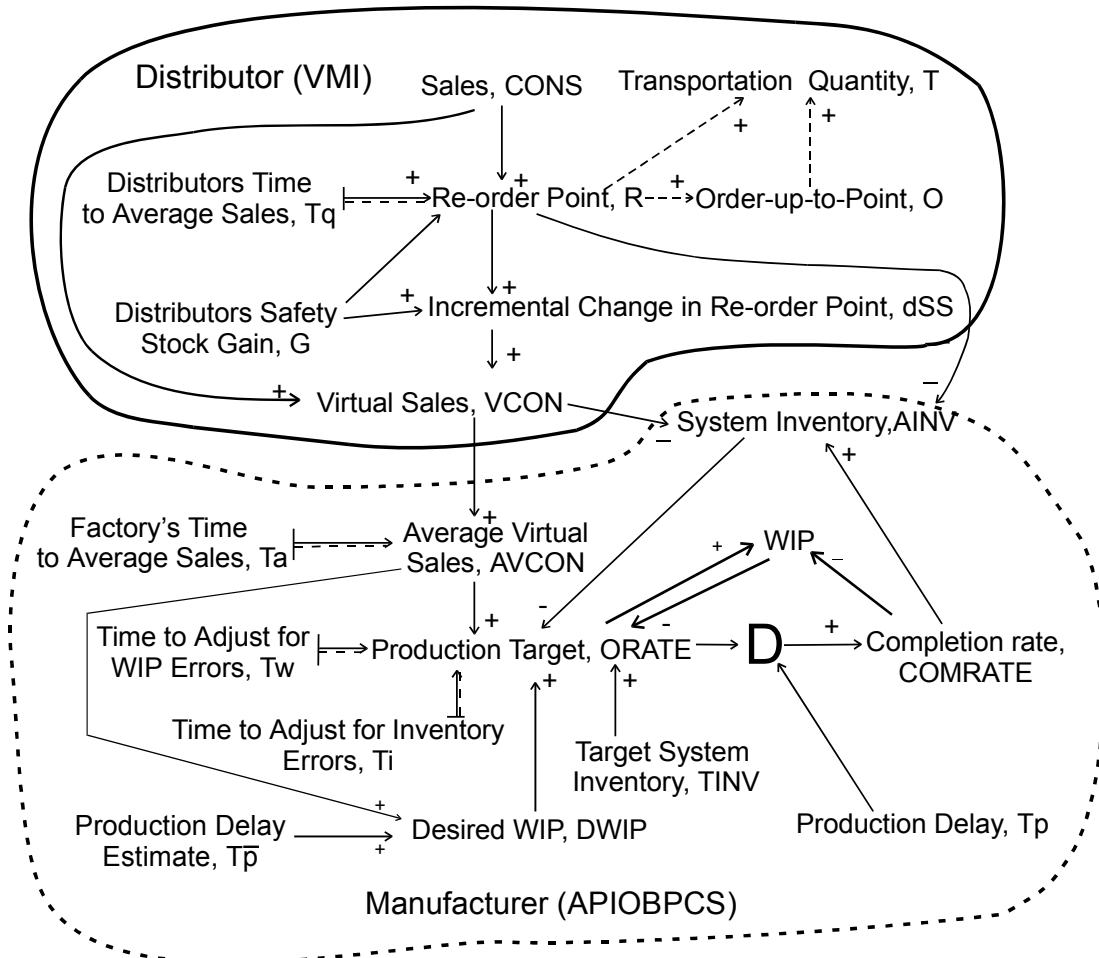 Distributor (VMI)
Sales, CONS
Transportation Quantity, T
+
+
Distributors Time
to Average Sales, Tq
+
+
Re-order Point, R
+
Order-up-to-Point, O
Distributors Safety
Stock Gain, G
+
+
Incremental Change in Re-order Point, dSS
+
+
Virtual Sales, VCON
–
–
–
System Inventory,AINV
+
Factory's Time
to Average Sales, Ta
+
Average Virtual
Sales, AVCON
+
WIP
–
+
-
Time to Adjust for
WIP Errors, Tw
Production Target, ORATE
-
D
+
Completion rate,
COMRATE
+
+
Time to Adjust for Inventory
Errors, Ti
Target System
Inventory, TINV
+
Production Delay
Estimate, Tp̅
+
Desired WIP, DWIP
Production Delay, Tp
Manufacturer (APIOBPCS)